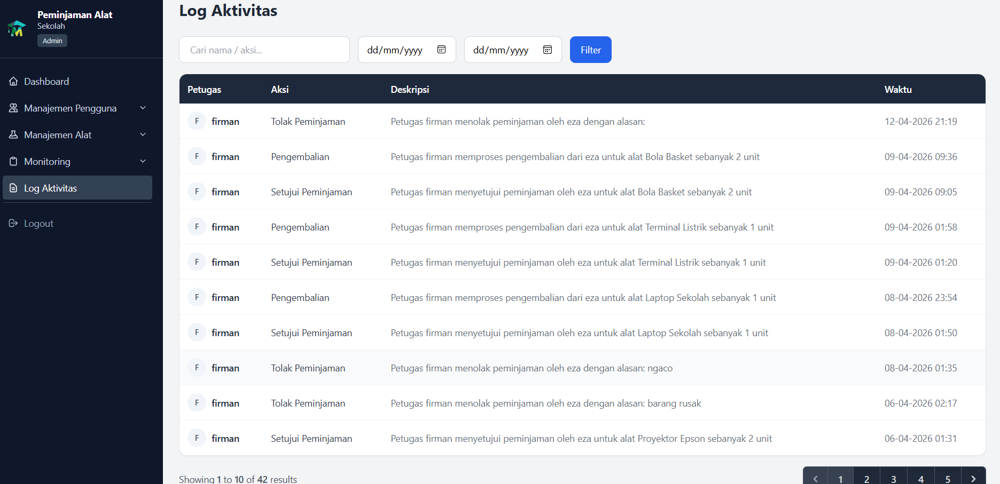 Peminjaman Alat
Sekolah
Admin
Dashboard
Manajemen Pengguna
Manajemen Alat
Monitoring
Log Aktivitas
Logout
Log Aktivitas
Cari nama / aksi... dd/mm/yyyy dd/mm/yyyy Filter
Petugas Aksi Deskripsi Waktu
F firman Tolak Peminjaman Petugas firman menolak peminjaman oleh eza dengan alasan: 12-04-2026 21:19
F firman Pengembalian Petugas firman memproses pengembalian dari eza untuk alat Bola Basket sebanyak 2 unit 09-04-2026 09:36
F firman Setujui Peminjaman Petugas firman menyetujui peminjaman oleh eza untuk alat Bola Basket sebanyak 2 unit 09-04-2026 09:05
F firman Pengembalian Petugas firman memproses pengembalian dari eza untuk alat Terminal Listrik sebanyak 1 unit 09-04-2026 01:58
F firman Setujui Peminjaman Petugas firman menyetujui peminjaman oleh eza untuk alat Terminal Listrik sebanyak 1 unit 09-04-2026 01:20
F firman Pengembalian Petugas firman memproses pengembalian dari eza untuk alat Laptop Sekolah sebanyak 1 unit 08-04-2026 23:54
F firman Setujui Peminjaman Petugas firman menyetujui peminjaman oleh eza untuk alat Laptop Sekolah sebanyak 1 unit 08-04-2026 01:50
F firman Tolak Peminjaman Petugas firman menolak peminjaman oleh eza dengan alasan: ngaco 08-04-2026 01:35
F firman Tolak Peminjaman Petugas firman menolak peminjaman oleh eza dengan alasan: barang rusak 06-04-2026 02:17
F firman Setujui Peminjaman Petugas firman menyetujui peminjaman oleh eza untuk alat Proyektor Epson sebanyak 2 unit 06-04-2026 01:31
Showing 1 to 10 of 42 results 1 2 3 4 5